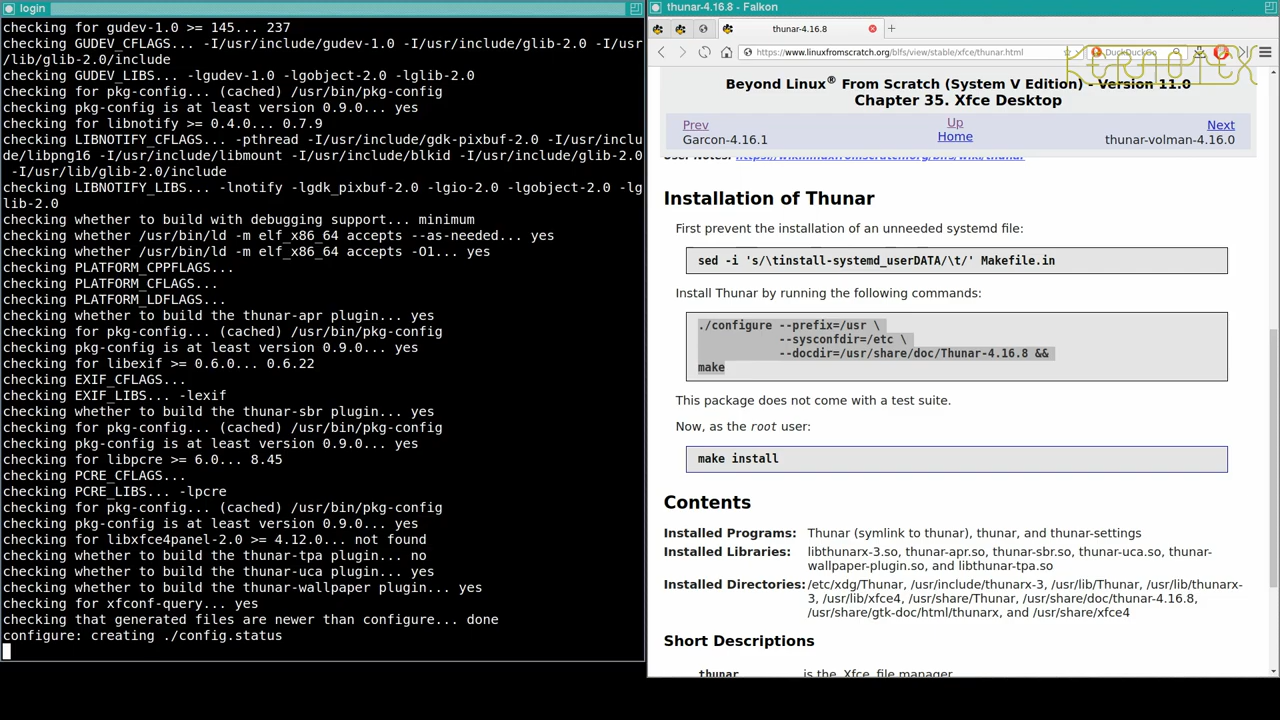 login
checking for gudev-1.0 >= 145... 237
checking GUDEV_CFLAGS... -I/usr/include/gudev-1.0 -I/usr/include/glib-2.0 -I/usr
/lib/glib-2.0/include
checking GUDEV_LIBS... -lgudev-1.0 -lgobject-2.0 -lglib-2.0
checking for pkg-config... (cached) /usr/bin/pkg-config
checking pkg-config is at least version 0.9.0... yes
checking for libnotify >= 0.4.0... 0.7.9
checking LIBNOTIFY_CFLAGS... -pthread -I/usr/include/gdk-pixbuf-2.0 -I/usr/inclu
de/libpng16 -I/usr/include/libmount -I/usr/include/blkid -I/usr/include/glib-2.0
-I/usr/lib/glib-2.0/include
checking LIBNOTIFY_LIBS... -lnotify -lgdk_pixbuf-2.0 -lgio-2.0 -lgobject-2.0 -lg
lib-2.0
checking whether to build with debugging support... minimum
checking whether /usr/bin/ld -m elf_x86_64 accepts --as-needed... yes
checking whether /usr/bin/ld -m elf_x86_64 accepts -O1... yes
checking PLATFORM_CPPFLAGS...
checking PLATFORM_CFLAGS...
checking PLATFORM_LDFLAGS...
checking whether to build the thunar-apr plugin... yes
checking for pkg-config... (cached) /usr/bin/pkg-config
checking pkg-config is at least version 0.9.0... yes
checking for libexif >= 0.6.0... 0.6.22
checking EXIF_CFLAGS...
checking EXIF_LIBS... -lexif
checking whether to build the thunar-sbr plugin... yes
checking for pkg-config... (cached) /usr/bin/pkg-config
checking pkg-config is at least version 0.9.0... yes
checking for libpcre >= 6.0... 8.45
checking PCRE_CFLAGS...
checking PCRE_LIBS... -lpcre
checking for pkg-config... (cached) /usr/bin/pkg-config
checking pkg-config is at least version 0.9.0... yes
checking for libxfce4panel-2.0 >= 4.12.0... not found
checking whether to build the thunar-tpa plugin... no
checking whether to build the thunar-uca plugin... yes
checking whether to build the thunar-wallpaper plugin... yes
checking for xfconf-query... yes
checking that generated files are newer than configure... done
configure: creating ./config.status
thunar-4.16.8 - Falkon
thunar-4.16.8
https://www.linuxfromscratch.org/blfs/view/stable/xfce/thunar.html
DuckDuckGo
KERNOTEX
Beyond Linux® From Scratch (System V Edition) - Version 11.0
Chapter 35. Xfce Desktop
Prev
Up
Next
Garcon-4.16.1
Home
thunar-volman-4.16.0
User Notes: https://wiki.linuxfromscratch.org/blfs/wiki/thunar
Installation of Thunar
First prevent the installation of an unneeded systemd file:
sed -i 's/\tinstall-systemd_userDATA/\t/' Makefile.in
Install Thunar by running the following commands:
./configure --prefix=/usr \
--sysconfdir=/etc \
--docdir=/usr/share/doc/Thunar-4.16.8 &&
make
This package does not come with a test suite.
Now, as the root user:
make install
Contents
Installed Programs: Thunar (symlink to thunar), thunar, and thunar-settings
Installed Libraries: libthunarx-3.so, thunar-apr.so, thunar-sbr.so, thunar-uca.so, thunar-
wallpaper-plugin.so, and libthunar-tpa.so
Installed Directories: /etc/xdg/Thunar, /usr/include/thunarx-3, /usr/lib/Thunar, /usr/lib/thunarx-
3, /usr/lib/xfce4, /usr/share/Thunar, /usr/share/doc/thunar-4.16.8,
/usr/share/gtk-doc/html/thunarx, and /usr/share/xfce4
Short Descriptions
thunar is the Xfce file manager